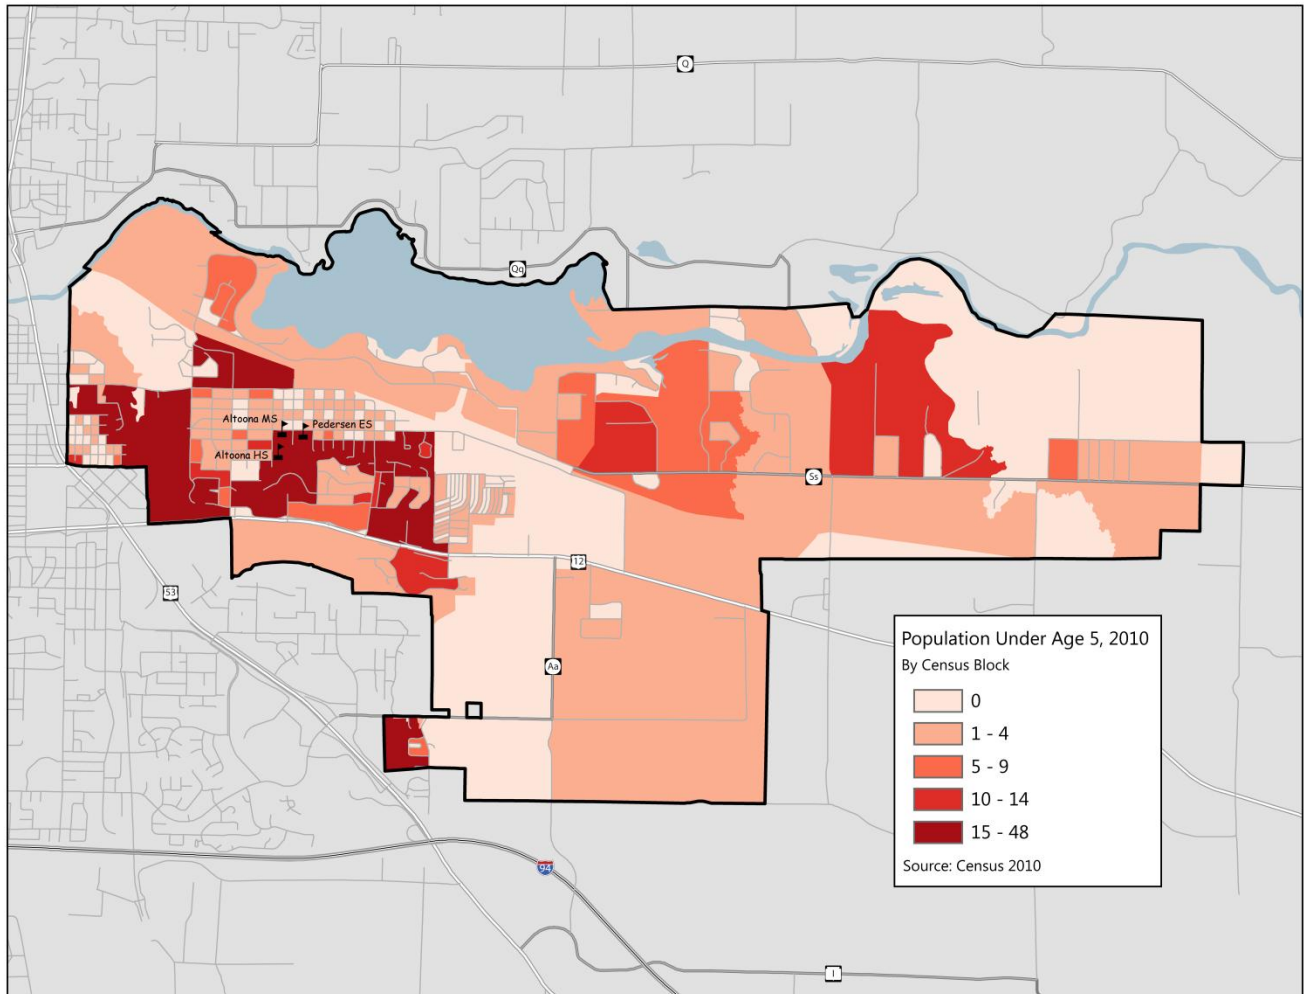 Q
Qq
Altoona MS
Pedersen ES
Altoona HS
Ss
12
53
Aa
Population Under Age 5, 2010
By Census Block
0
1 - 4
5 - 9
10 - 14
15 - 48
Source: Census 2010
94
I